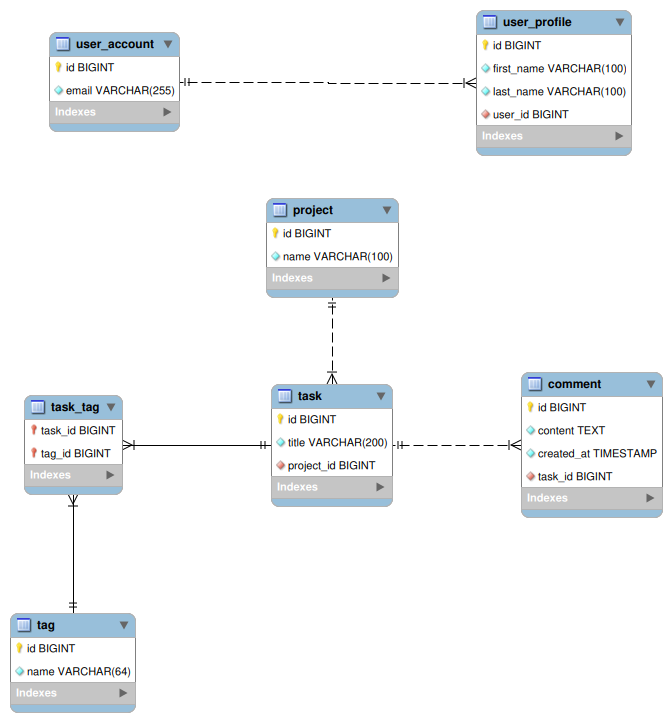 user_account
id BIGINT
email VARCHAR(255)
Indexes
user_profile
id BIGINT
first_name VARCHAR(100)
last_name VARCHAR(100)
user_id BIGINT
Indexes
project
id BIGINT
name VARCHAR(100)
Indexes
task_tag
task_id BIGINT
tag_id BIGINT
Indexes
task
id BIGINT
title VARCHAR(200)
project_id BIGINT
Indexes
comment
id BIGINT
content TEXT
created_at TIMESTAMP
task_id BIGINT
Indexes
tag
id BIGINT
name VARCHAR(64)
Indexes